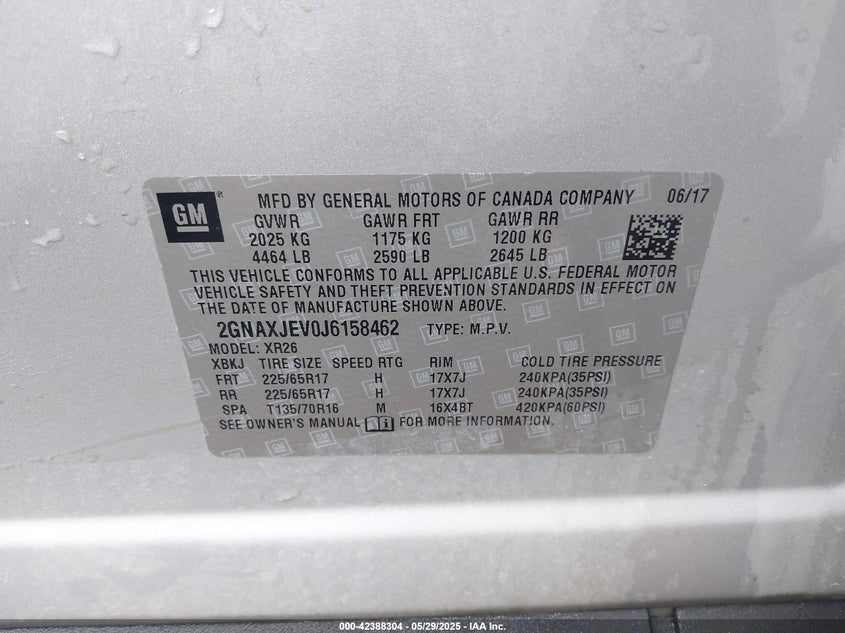 GM
MFD BY GENERAL MOTORS OF CANADA COMPANY 06/17
GVWR GAWR FRT GAWR RR
2025 KG 1175 KG 1200 KG
4464 LB 2590 LB 2645 LB
THIS VEHICLE CONFORMS TO ALL APPLICABLE U.S. FEDERAL MOTOR
VEHICLE SAFETY AND THEFT PREVENTION STANDARDS IN EFFECT ON
THE DATE OF MANUFACTURE SHOWN ABOVE.
2GNAXJEV0J6158462 TYPE: M.P.V.
MODEL: XR26
XBKJ TIRE SIZE SPEED RTG RIM COLD TIRE PRESSURE
FRT 225/65R17 H 17X7J 240KPA(35PSI)
RR 225/65R17 H 17X7J 240KPA(35PSI)
SPA T135/70R16 M 16X4BT 420KPA(60PSI)
SEE OWNER'S MANUAL FOR MORE INFORMATION.
000-42388304 | 05/29/2025 - IAA Inc.